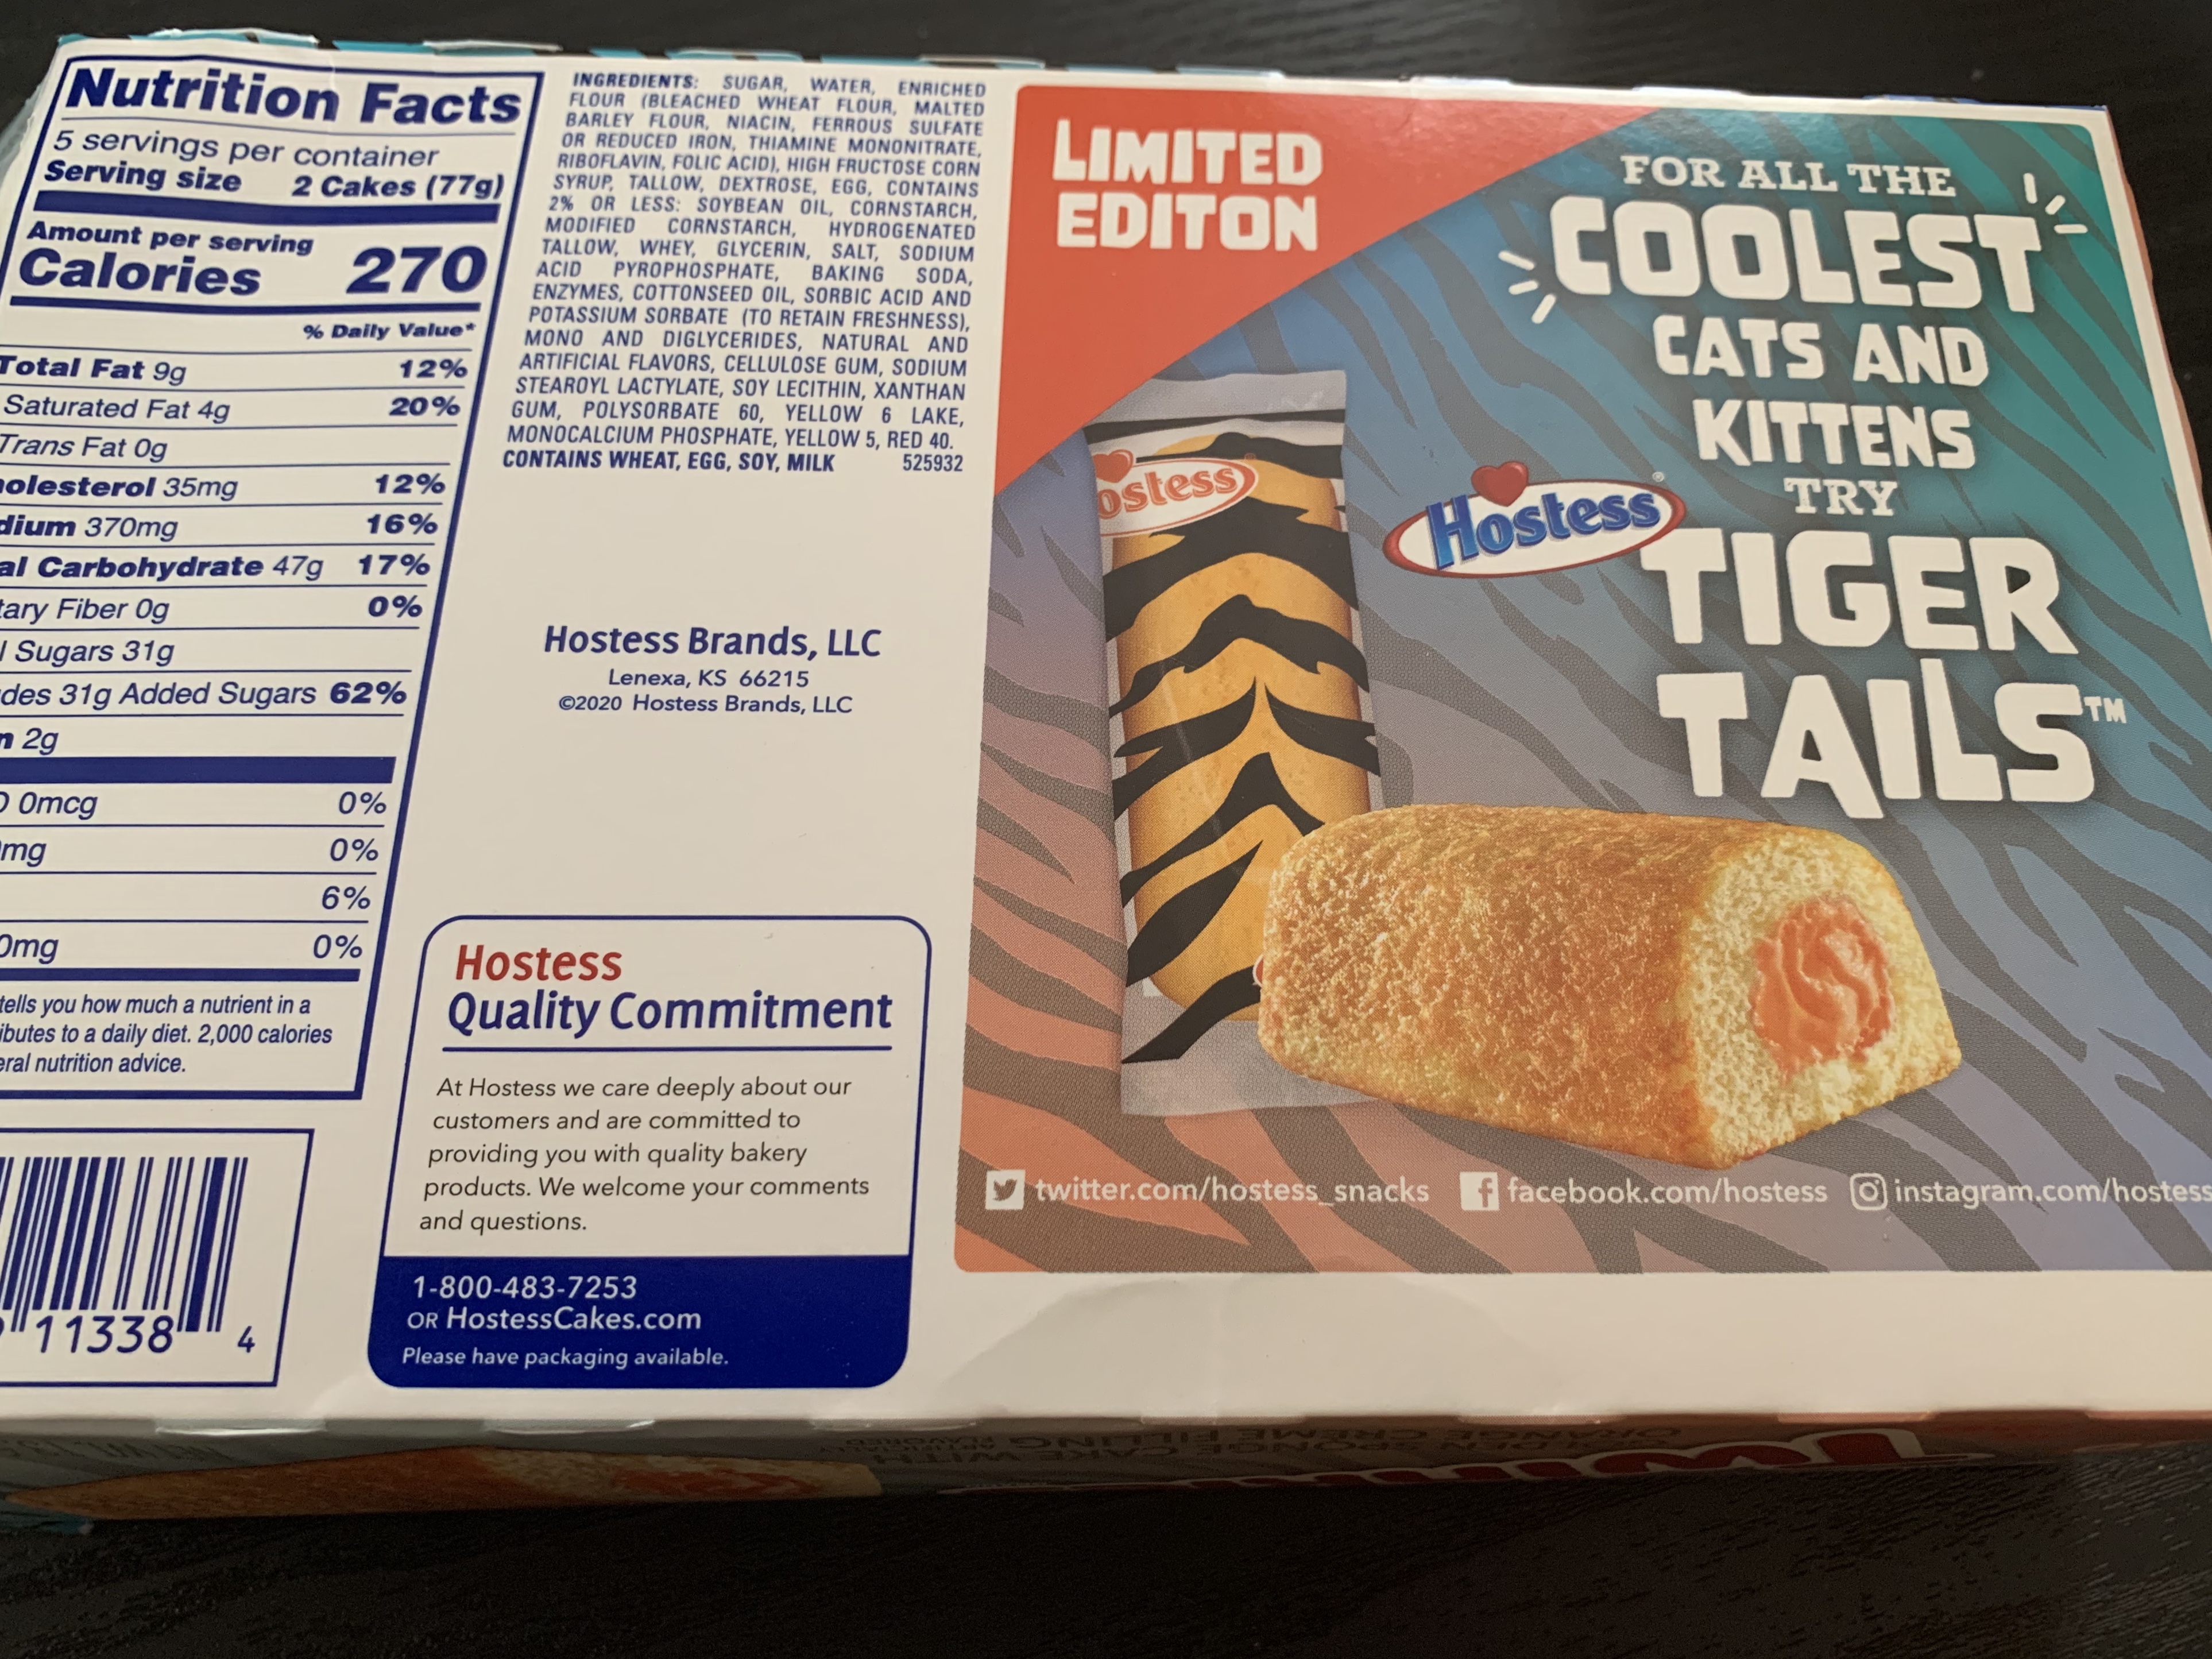 Nutrition Facts
5 servings per container
Serving size 2 Cakes (77g)
Amount per serving
Calories 270
% Daily Value*
Total Fat 9g 12%
Saturated Fat 4g 20%
Trans Fat 0g
olesterol 35mg 12%
dium 370mg 16%
al Carbohydrate 47g 17%
tary Fiber 0g 0%
l Sugars 31g
des 31g Added Sugars 62%
n 2g
D 0mcg 0%
mg 0%
6%
0mg 0%
tells you how much a nutrient in a
ibutes to a daily diet. 2,000 calories
eral nutrition advice.
11338 4
INGREDIENTS: SUGAR, WATER, ENRICHED
FLOUR (BLEACHED WHEAT FLOUR, MALTED
BARLEY FLOUR, NIACIN, FERROUS SULFATE
OR REDUCED IRON, THIAMINE MONONITRATE,
RIBOFLAVIN, FOLIC ACID), HIGH FRUCTOSE CORN
SYRUP, TALLOW, DEXTROSE, EGG, CONTAINS
2% OR LESS: SOYBEAN OIL, CORNSTARCH,
MODIFIED CORNSTARCH, HYDROGENATED
TALLOW, WHEY, GLYCERIN, SALT, SODIUM
ACID PYROPHOSPHATE, BAKING SODA,
ENZYMES, COTTONSEED OIL, SORBIC ACID AND
POTASSIUM SORBATE (TO RETAIN FRESHNESS),
MONO AND DIGLYCERIDES, NATURAL AND
ARTIFICIAL FLAVORS, CELLULOSE GUM, SODIUM
STEAROYL LACTYLATE, SOY LECITHIN, XANTHAN
GUM, POLYSORBATE 60, YELLOW 6 LAKE,
MONOCALCIUM PHOSPHATE, YELLOW 5, RED 40.
CONTAINS WHEAT, EGG, SOY, MILK 525932
Hostess Brands, LLC
Lenexa, KS 66215
©2020 Hostess Brands, LLC
Hostess
Quality Commitment
At Hostess we care deeply about our
customers and are committed to
providing you with quality bakery
products. We welcome your comments
and questions.
1-800-483-7253
OR HostessCakes.com
Please have packaging available.
LIMITED
EDITON
FOR ALL THE
COOLEST
CATS AND
KITTENS
TRY
Hostess®
TIGER
TAILS™
ostess
twitter.com/hostess_snacks facebook.com/hostess instagram.com/hostess
SPONGE CAKE WITH
ORANGE CREME FILLING